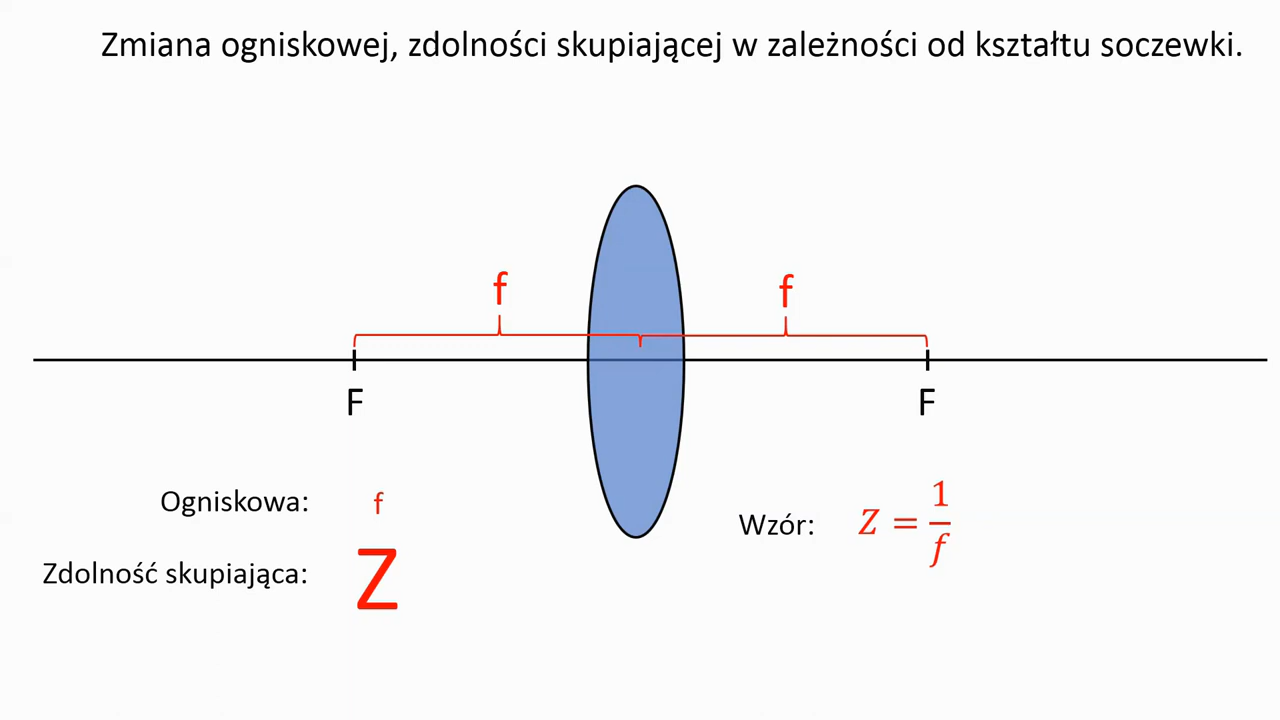 Zmiana ogniskowej, zdolności skupiającej w zależności od kształtu soczewki.
f f
F F
Ogniskowa: f
Wzór: Z = 1/f
Zdolność skupiająca: Z